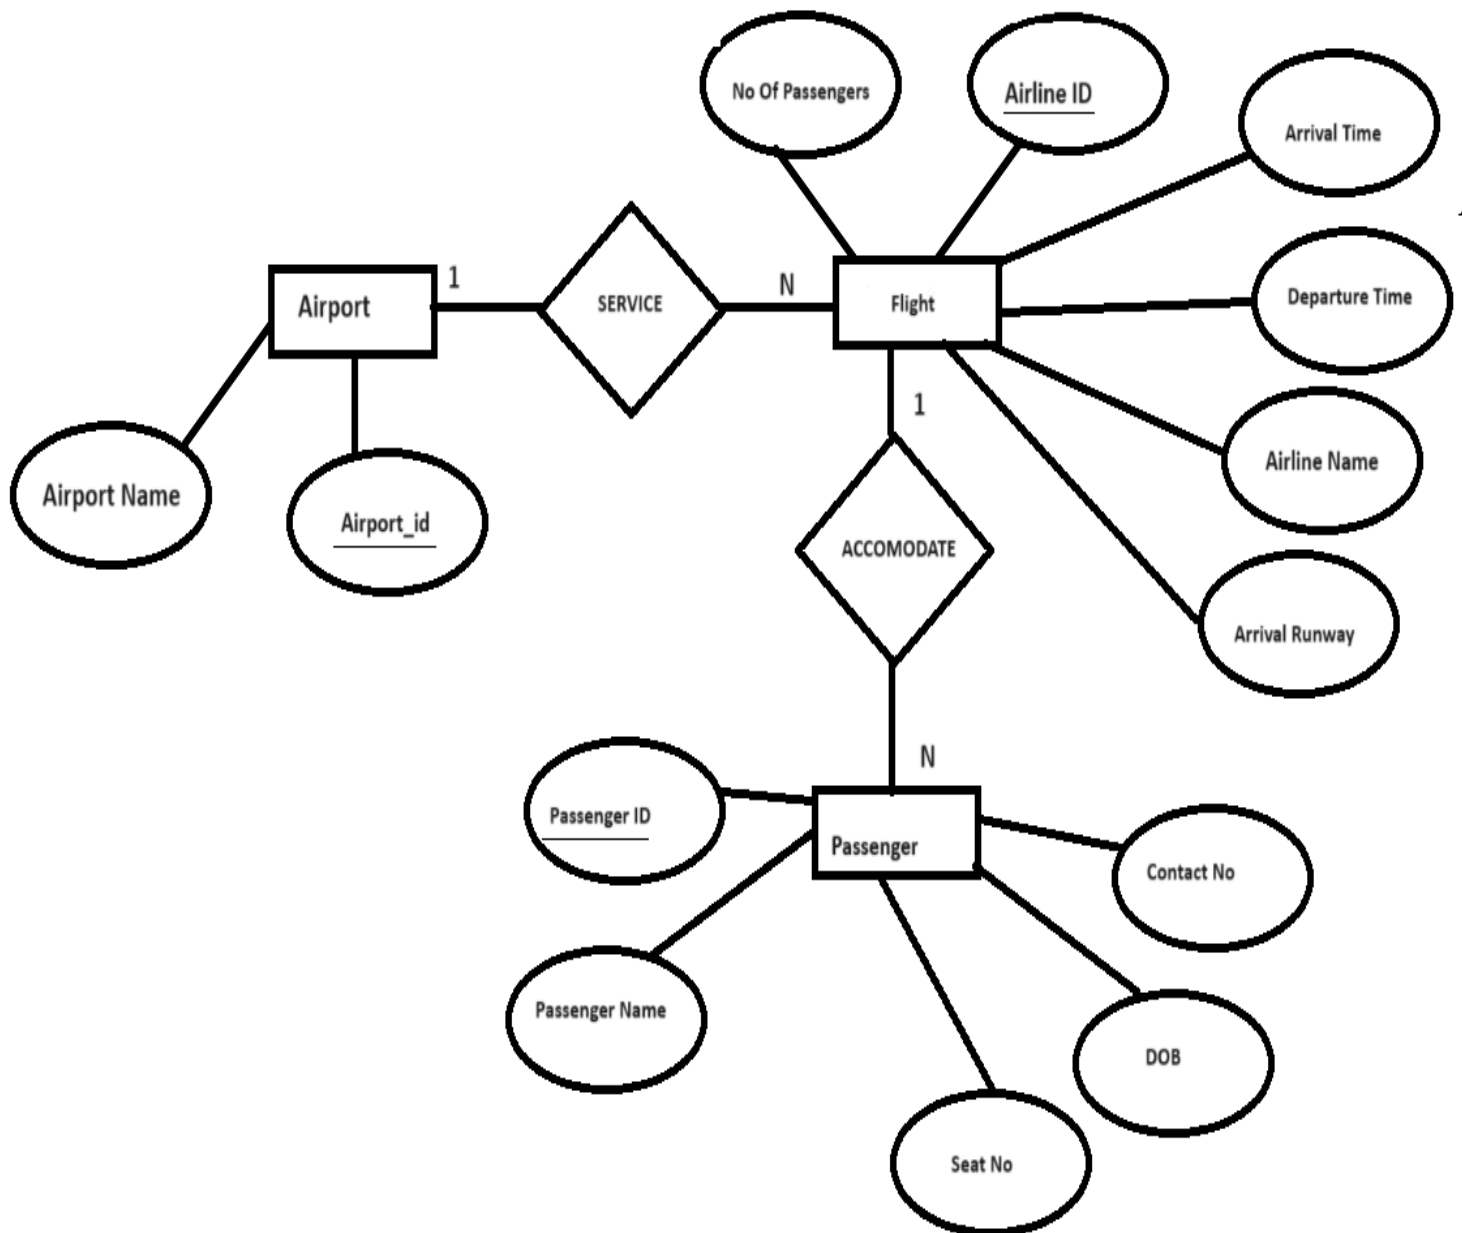 No Of Passengers
Airline ID
Arrival Time
Airport
1
SERVICE
N
Flight
Departure Time
1
Airline Name
Airport Name
Airport_id
ACCOMODATE
Arrival Runway
N
Passenger ID
Passenger
Contact No
Passenger Name
DOB
Seat No